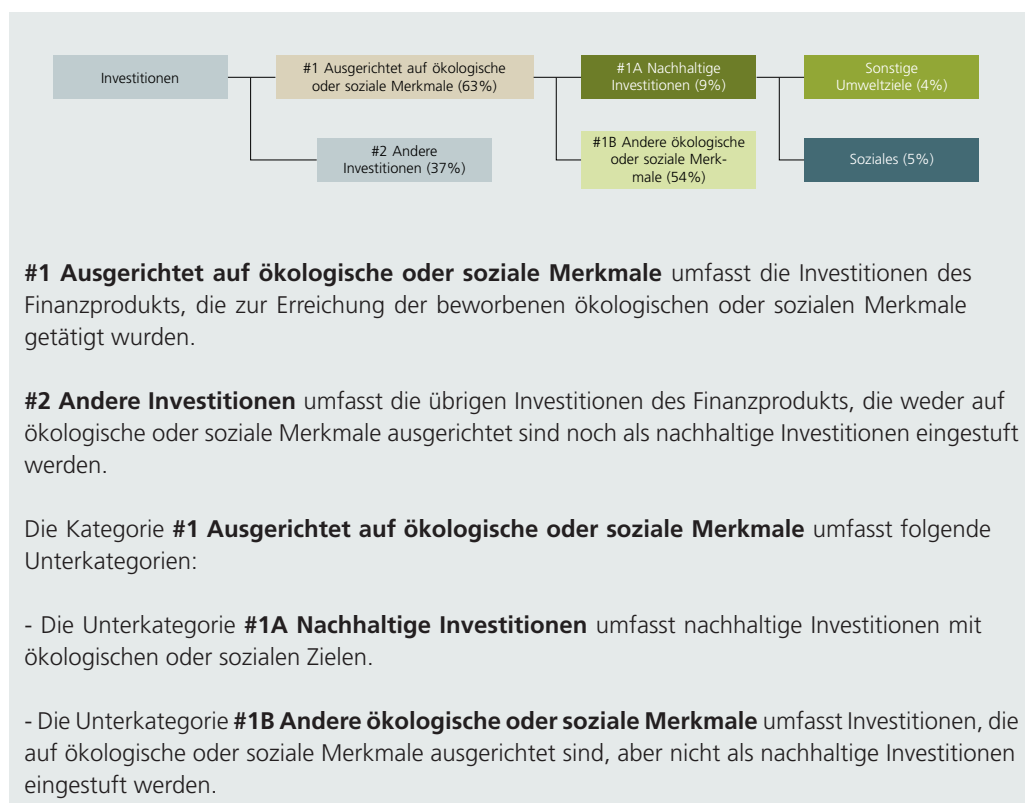 Investitionen
#1 Ausgerichtet auf ökologische
oder soziale Merkmale (63%)
#1A Nachhaltige
Investitionen (9%)
Sonstige
Umweltziele (4%)
#2 Andere
Investitionen (37%)
#1B Andere ökologische
oder soziale Merk-
male (54%)
Soziales (5%)
#1 Ausgerichtet auf ökologische oder soziale Merkmale umfasst die Investitionen des
Finanzprodukts, die zur Erreichung der beworbenen ökologischen oder sozialen Merkmale
getätigt wurden.
#2 Andere Investitionen umfasst die übrigen Investitionen des Finanzprodukts, die weder auf
ökologische oder soziale Merkmale ausgerichtet sind noch als nachhaltige Investitionen eingestuft
werden.
Die Kategorie #1 Ausgerichtet auf ökologische oder soziale Merkmale umfasst folgende
Unterkategorien:
- Die Unterkategorie #1A Nachhaltige Investitionen umfasst nachhaltige Investitionen mit
ökologischen oder sozialen Zielen.
- Die Unterkategorie #1B Andere ökologische oder soziale Merkmale umfasst Investitionen, die
auf ökologische oder soziale Merkmale ausgerichtet sind, aber nicht als nachhaltige Investitionen
eingestuft werden.